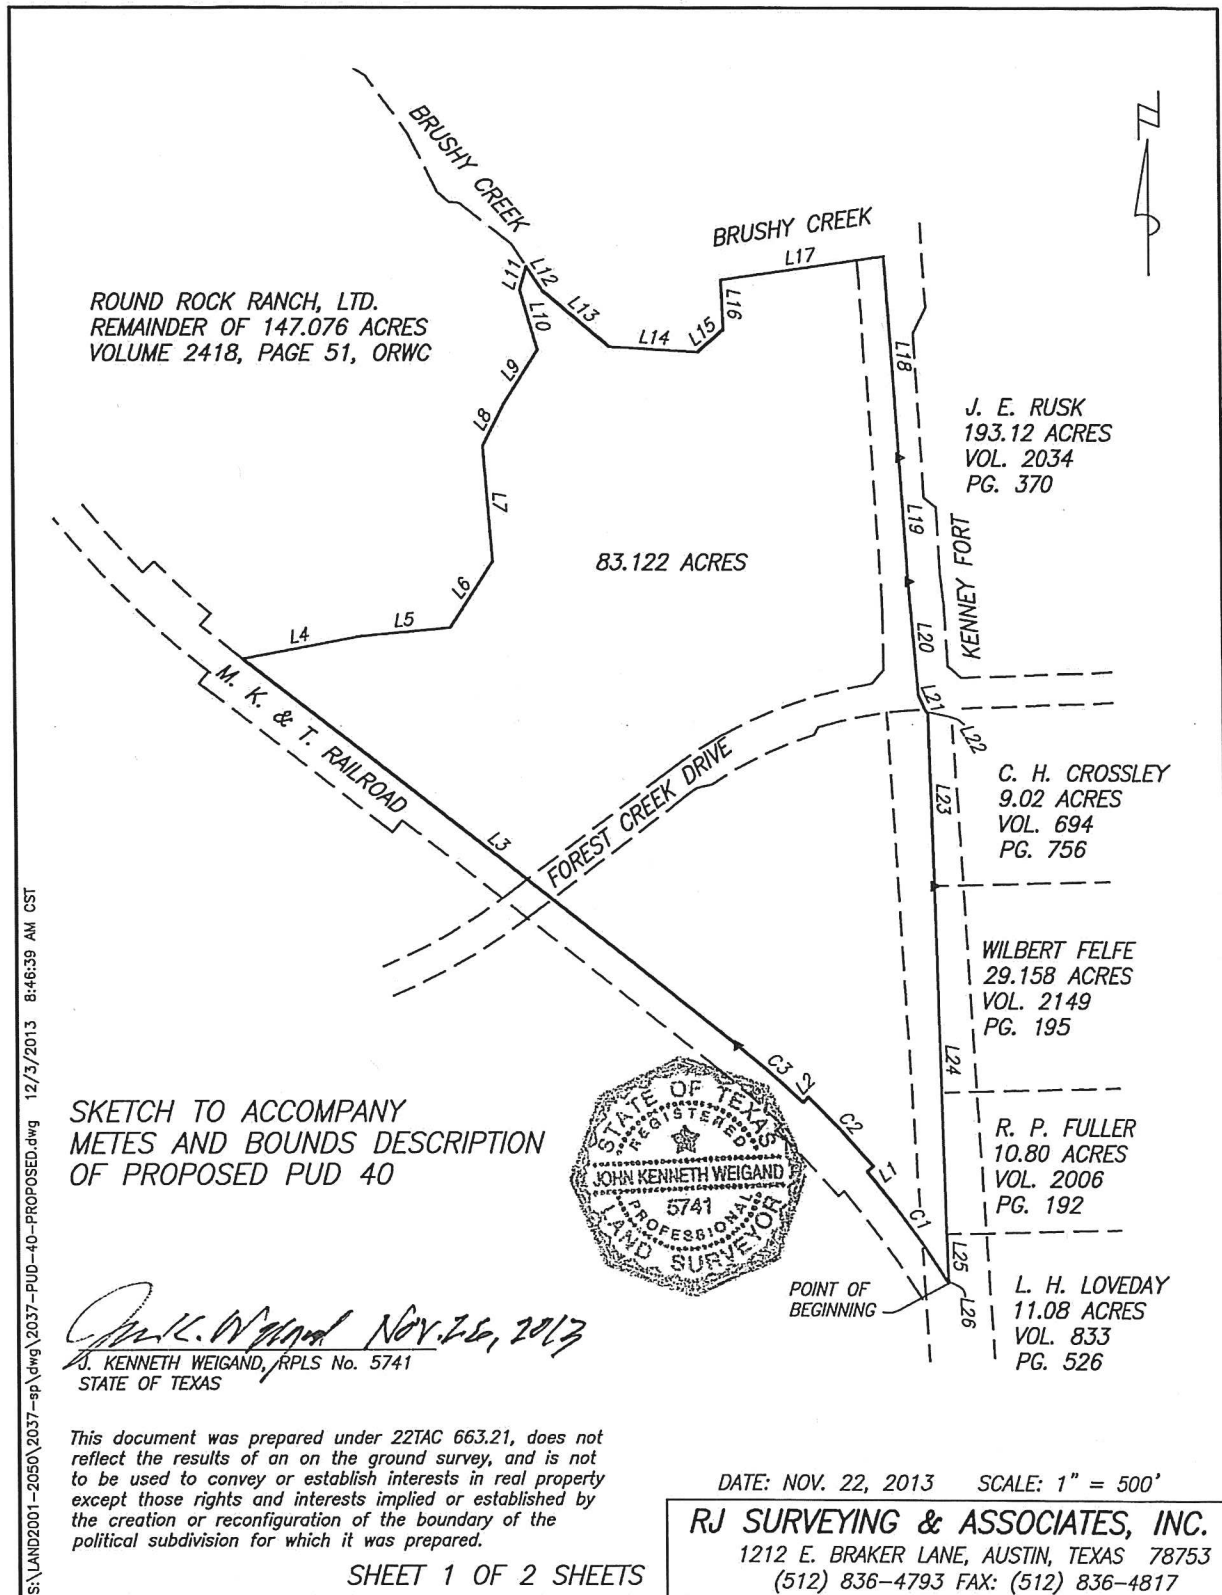 BRUSHY CREEK
BRUSHY CREEK
L17
L11
L12
L13
L10
L14
L15
L16
L18
L9
L8
L7
L6
L5
L4
L19
L20
L21
L22
L23
L24
L25
L26
ROUND ROCK RANCH, LTD.
REMAINDER OF 147.076 ACRES
VOLUME 2418, PAGE 51, ORWC
J. E. RUSK
193.12 ACRES
VOL. 2034
PG. 370
83.122 ACRES
KENNEY FORT
M. K. & T. RAILROAD
L3
FOREST CREEK DRIVE
C. H. CROSSLEY
9.02 ACRES
VOL. 694
PG. 756
WILBERT FELFE
29.158 ACRES
VOL. 2149
PG. 195
C3
L2
C2
L1
C1
R. P. FULLER
10.80 ACRES
VOL. 2006
PG. 192
POINT OF
BEGINNING
L. H. LOVEDAY
11.08 ACRES
VOL. 833
PG. 526
SKETCH TO ACCOMPANY
METES AND BOUNDS DESCRIPTION
OF PROPOSED PUD 40
STATE OF TEXAS
REGISTERED
JOHN KENNETH WEIGAND
5741
PROFESSIONAL
LAND SURVEYOR
Nov. 26, 2013
J. KENNETH WEIGAND, RPLS No. 5741
STATE OF TEXAS
This document was prepared under 22TAC 663.21, does not
reflect the results of an on the ground survey, and is not
to be used to convey or establish interests in real property
except those rights and interests implied or established by
the creation or reconfiguration of the boundary of the
political subdivision for which it was prepared.
SHEET 1 OF 2 SHEETS
DATE: NOV. 22, 2013 SCALE: 1" = 500'
RJ SURVEYING & ASSOCIATES, INC.
1212 E. BRAKER LANE, AUSTIN, TEXAS 78753
(512) 836-4793 FAX: (512) 836-4817
S:\LAND2001-2050\2037-sp\dwg\2037-PUD-40-PROPOSED.dwg 12/3/2013 8:46:39 AM CST